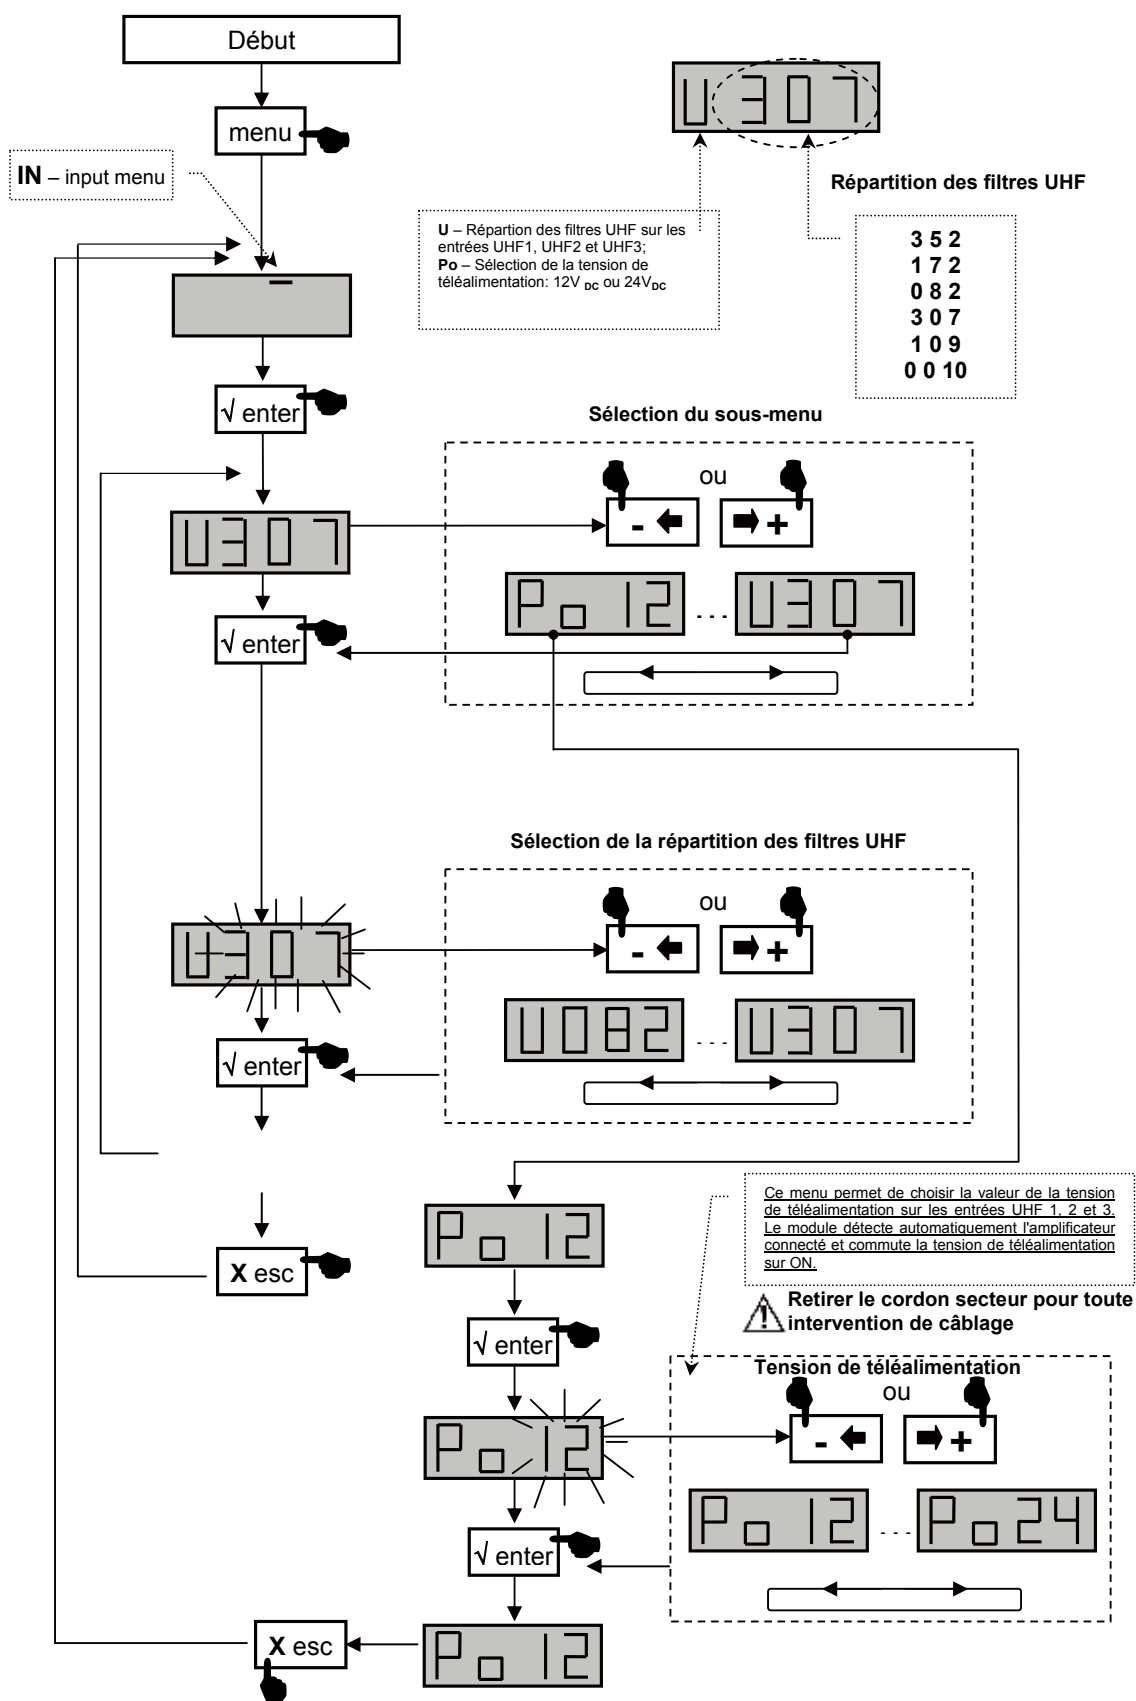 Début
menu
IN – input menu
U 3 0 7
Répartition des filtres UHF
U – Répartion des filtres UHF sur les
entrées UHF1, UHF2 et UHF3;
Po – Sélection de la tension de
téléalimentation: 12V DC ou 24VDC
3 5 2
1 7 2
0 8 2
3 0 7
1 0 9
0 0 10
√ enter
Sélection du sous-menu
ou
- +
U307
Po 12 ... U307
√ enter
Sélection de la répartition des filtres UHF
ou
- +
U307
U082 ... U307
√ enter
X esc
Po 12
Ce menu permet de choisir la valeur de la tension
de téléalimentation sur les entrées UHF 1, 2 et 3.
Le module détecte automatiquement l'amplificateur
connecté et commute la tension de téléalimentation
sur ON.
Retirer le cordon secteur pour toute
intervention de câblage
√ enter
Tension de téléalimentation
ou
- +
Po 12
Po 12 ... Po 24
√ enter
X esc
Po 12